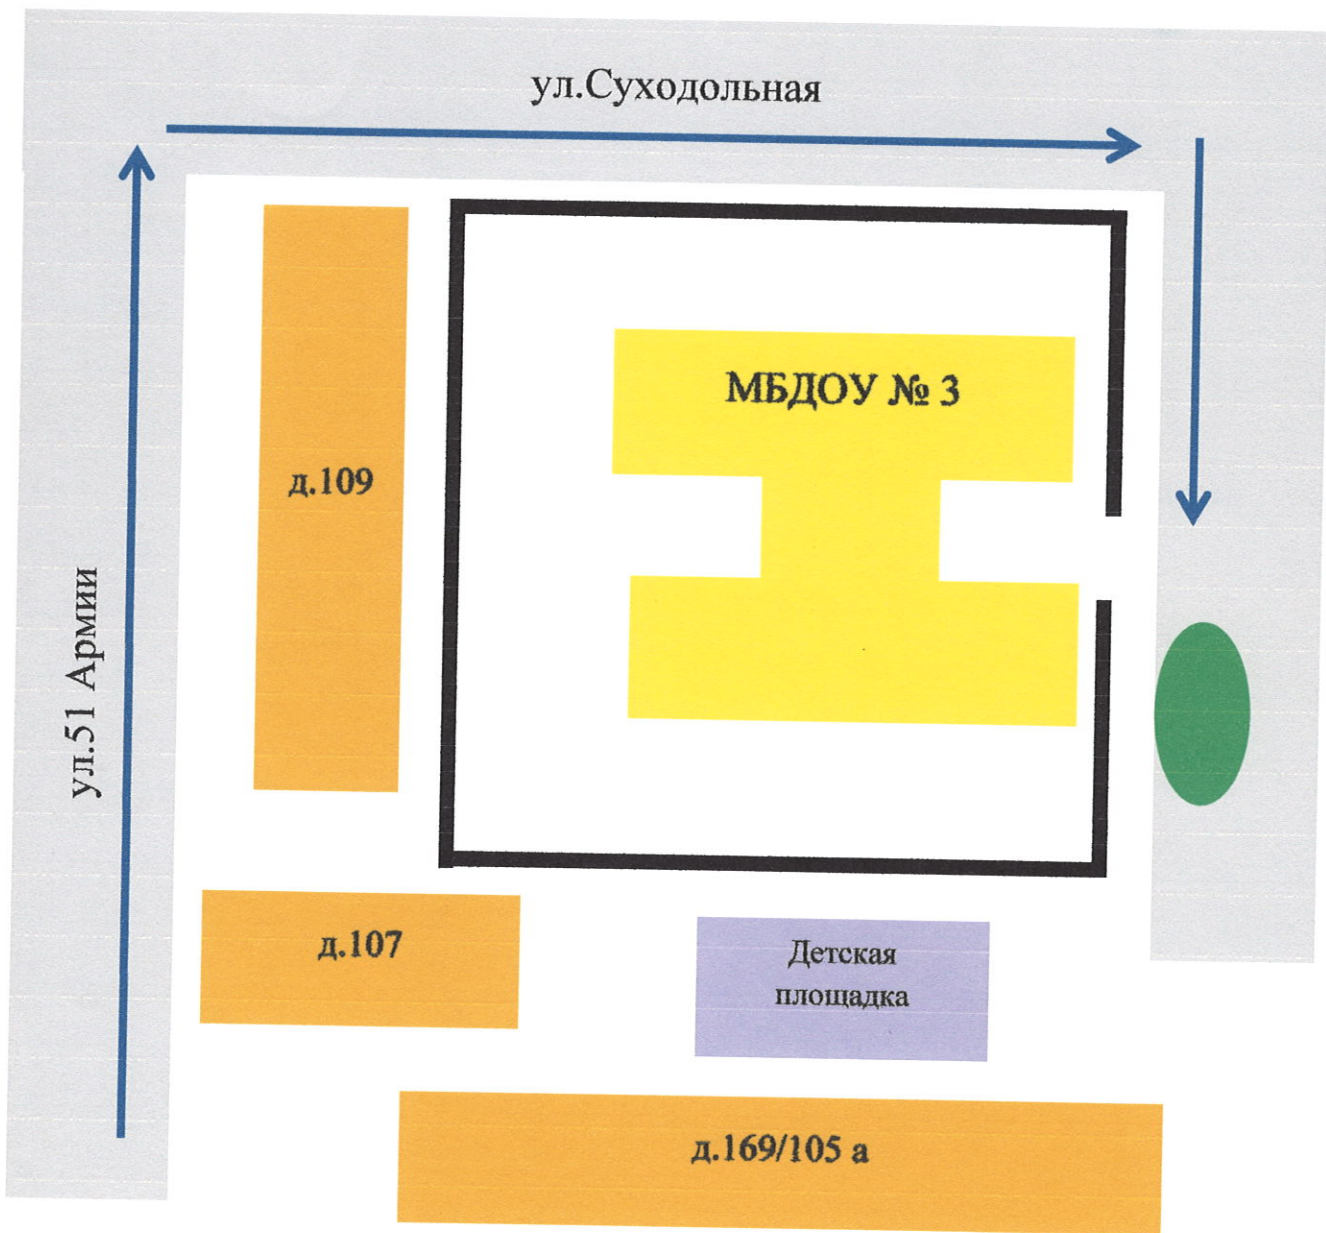 ул.Суходольная
МБДОУ № 3
д.109
ул.51 Армии
д.107
Детская
площадка
д.169/105 а